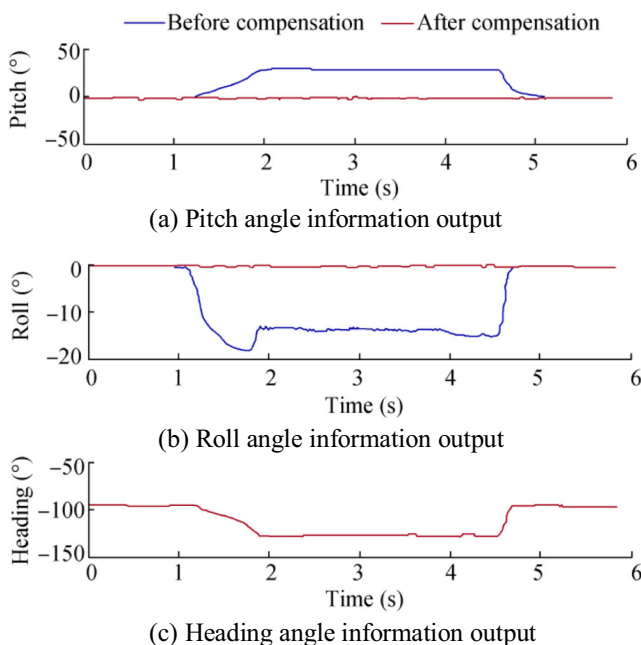 Before compensation After compensation
50
0
−50
Pitch (°)
0 1 2 3 4 5 6
Time (s)
(a) Pitch angle information output
0
−10
−20
Roll (°)
0 1 2 3 4 5 6
Time (s)
(b) Roll angle information output
−50
−100
−150
Heading (°)
0 1 2 3 4 5 6
Time (s)
(c) Heading angle information output